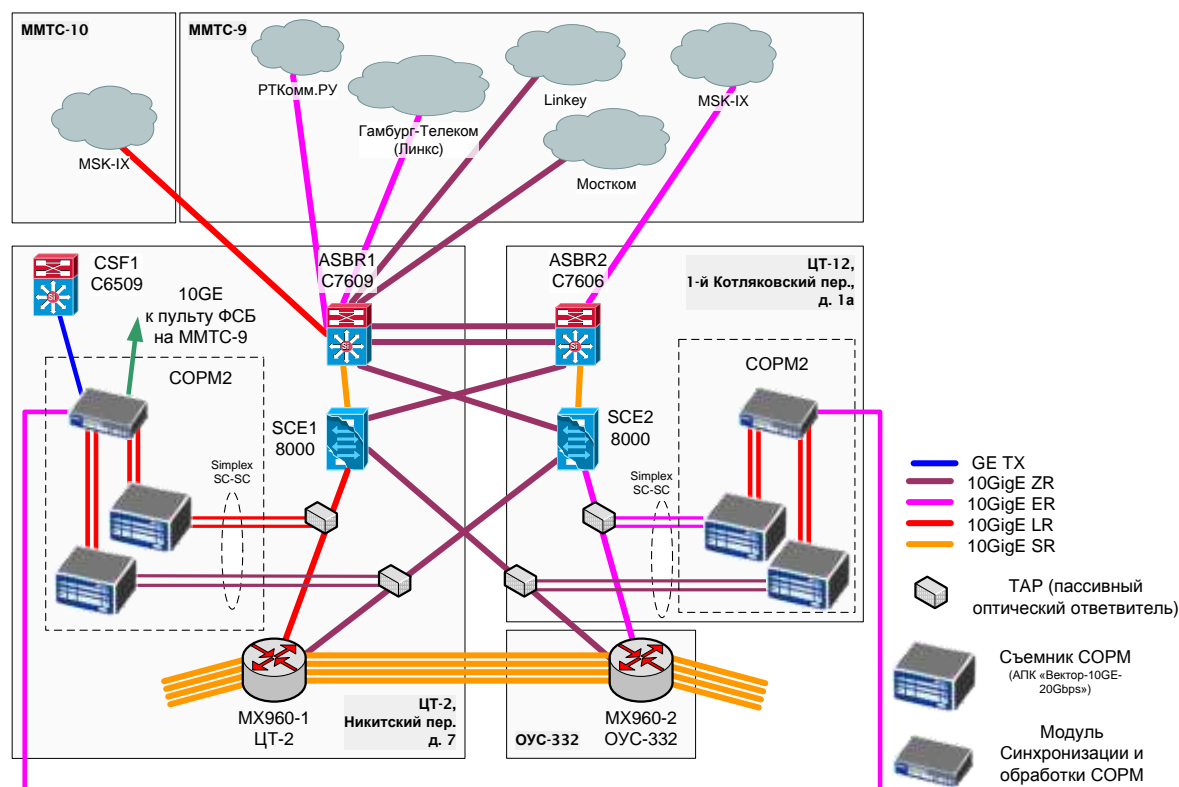 ММТС-10
ММТС-9
РТКомм.РУ
Linkey
MSK-IX
Гамбург-Телеком
(Линкс)
MSK-IX
Мостком
CSF1
C6509
ASBR1
C7609
ASBR2
C7606
ЦТ-12,
1-й Котляковский пер.,
д. 1а
10GE
к пульту ФСБ
на ММТС-9
СОРМ2
СОРМ2
SCE1
8000
SCE2
8000
Simplex
SC-SC
Simplex
SC-SC
GE TX
10GigE ZR
10GigE ER
10GigE LR
10GigE SR
TAP (пассивный
оптический ответвитель)
Съемник СОРМ
(АПК «Вектор-10GE-
20Gbps»)
Модуль
Синхронизации и
обработки СОРМ
MX960-1
ЦТ-2
ЦТ-2,
Никитский пер.
д. 7
ОУС-332
MX960-2
ОУС-332
Si
Si
Si